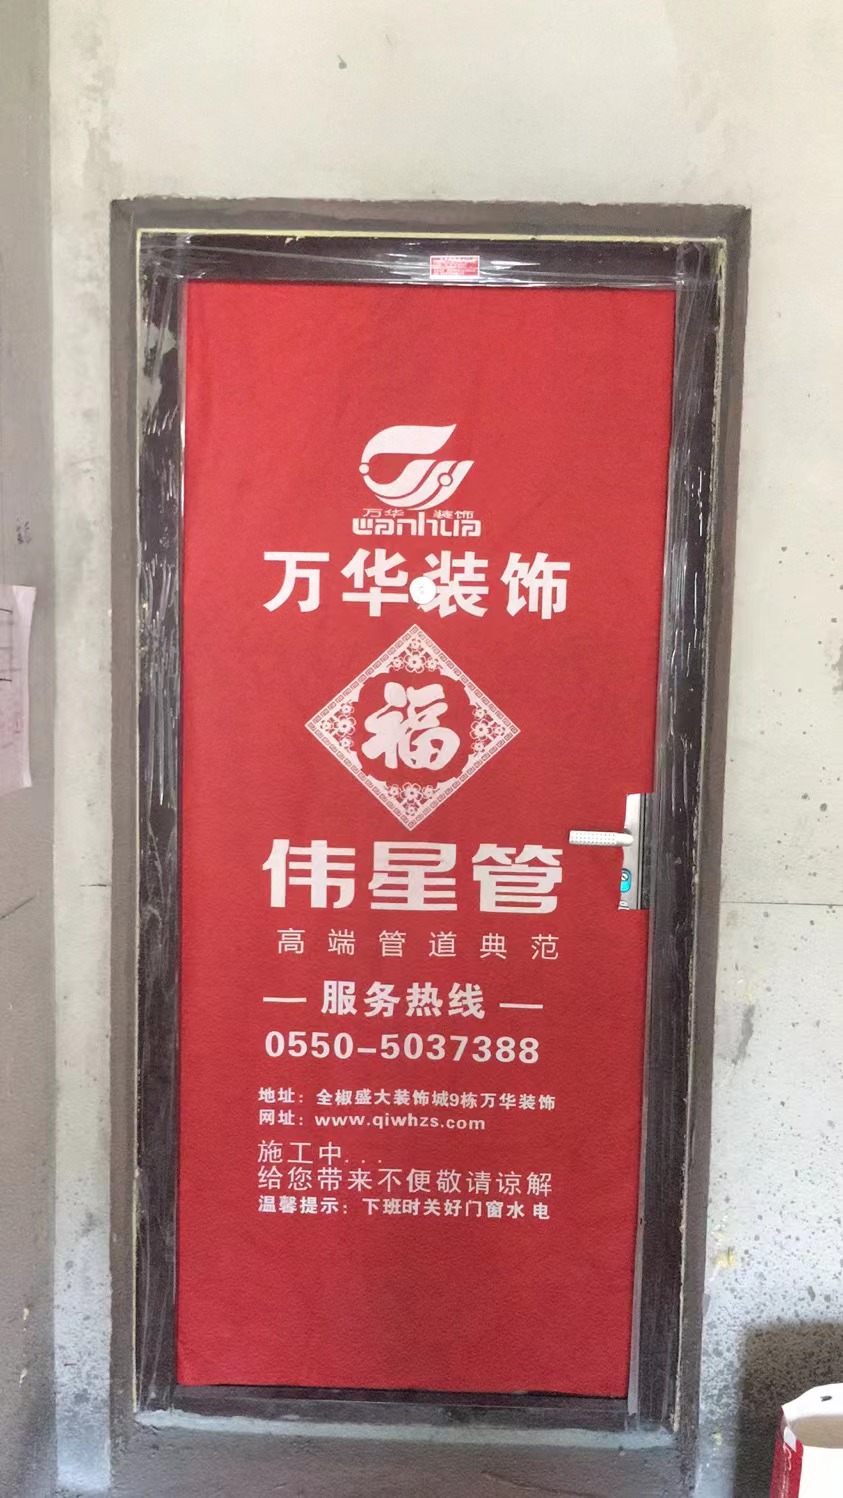 万华 装饰
wanhua
万华装饰
福
伟星管
高端管道典范
— 服务热线 —
0550-5037388
地址：全椒盛大装饰城9栋万华装饰
网址：www.qjwhzs.com
施工中...
给您带来不便敬请谅解
温馨提示：下班时关好门窗水 电